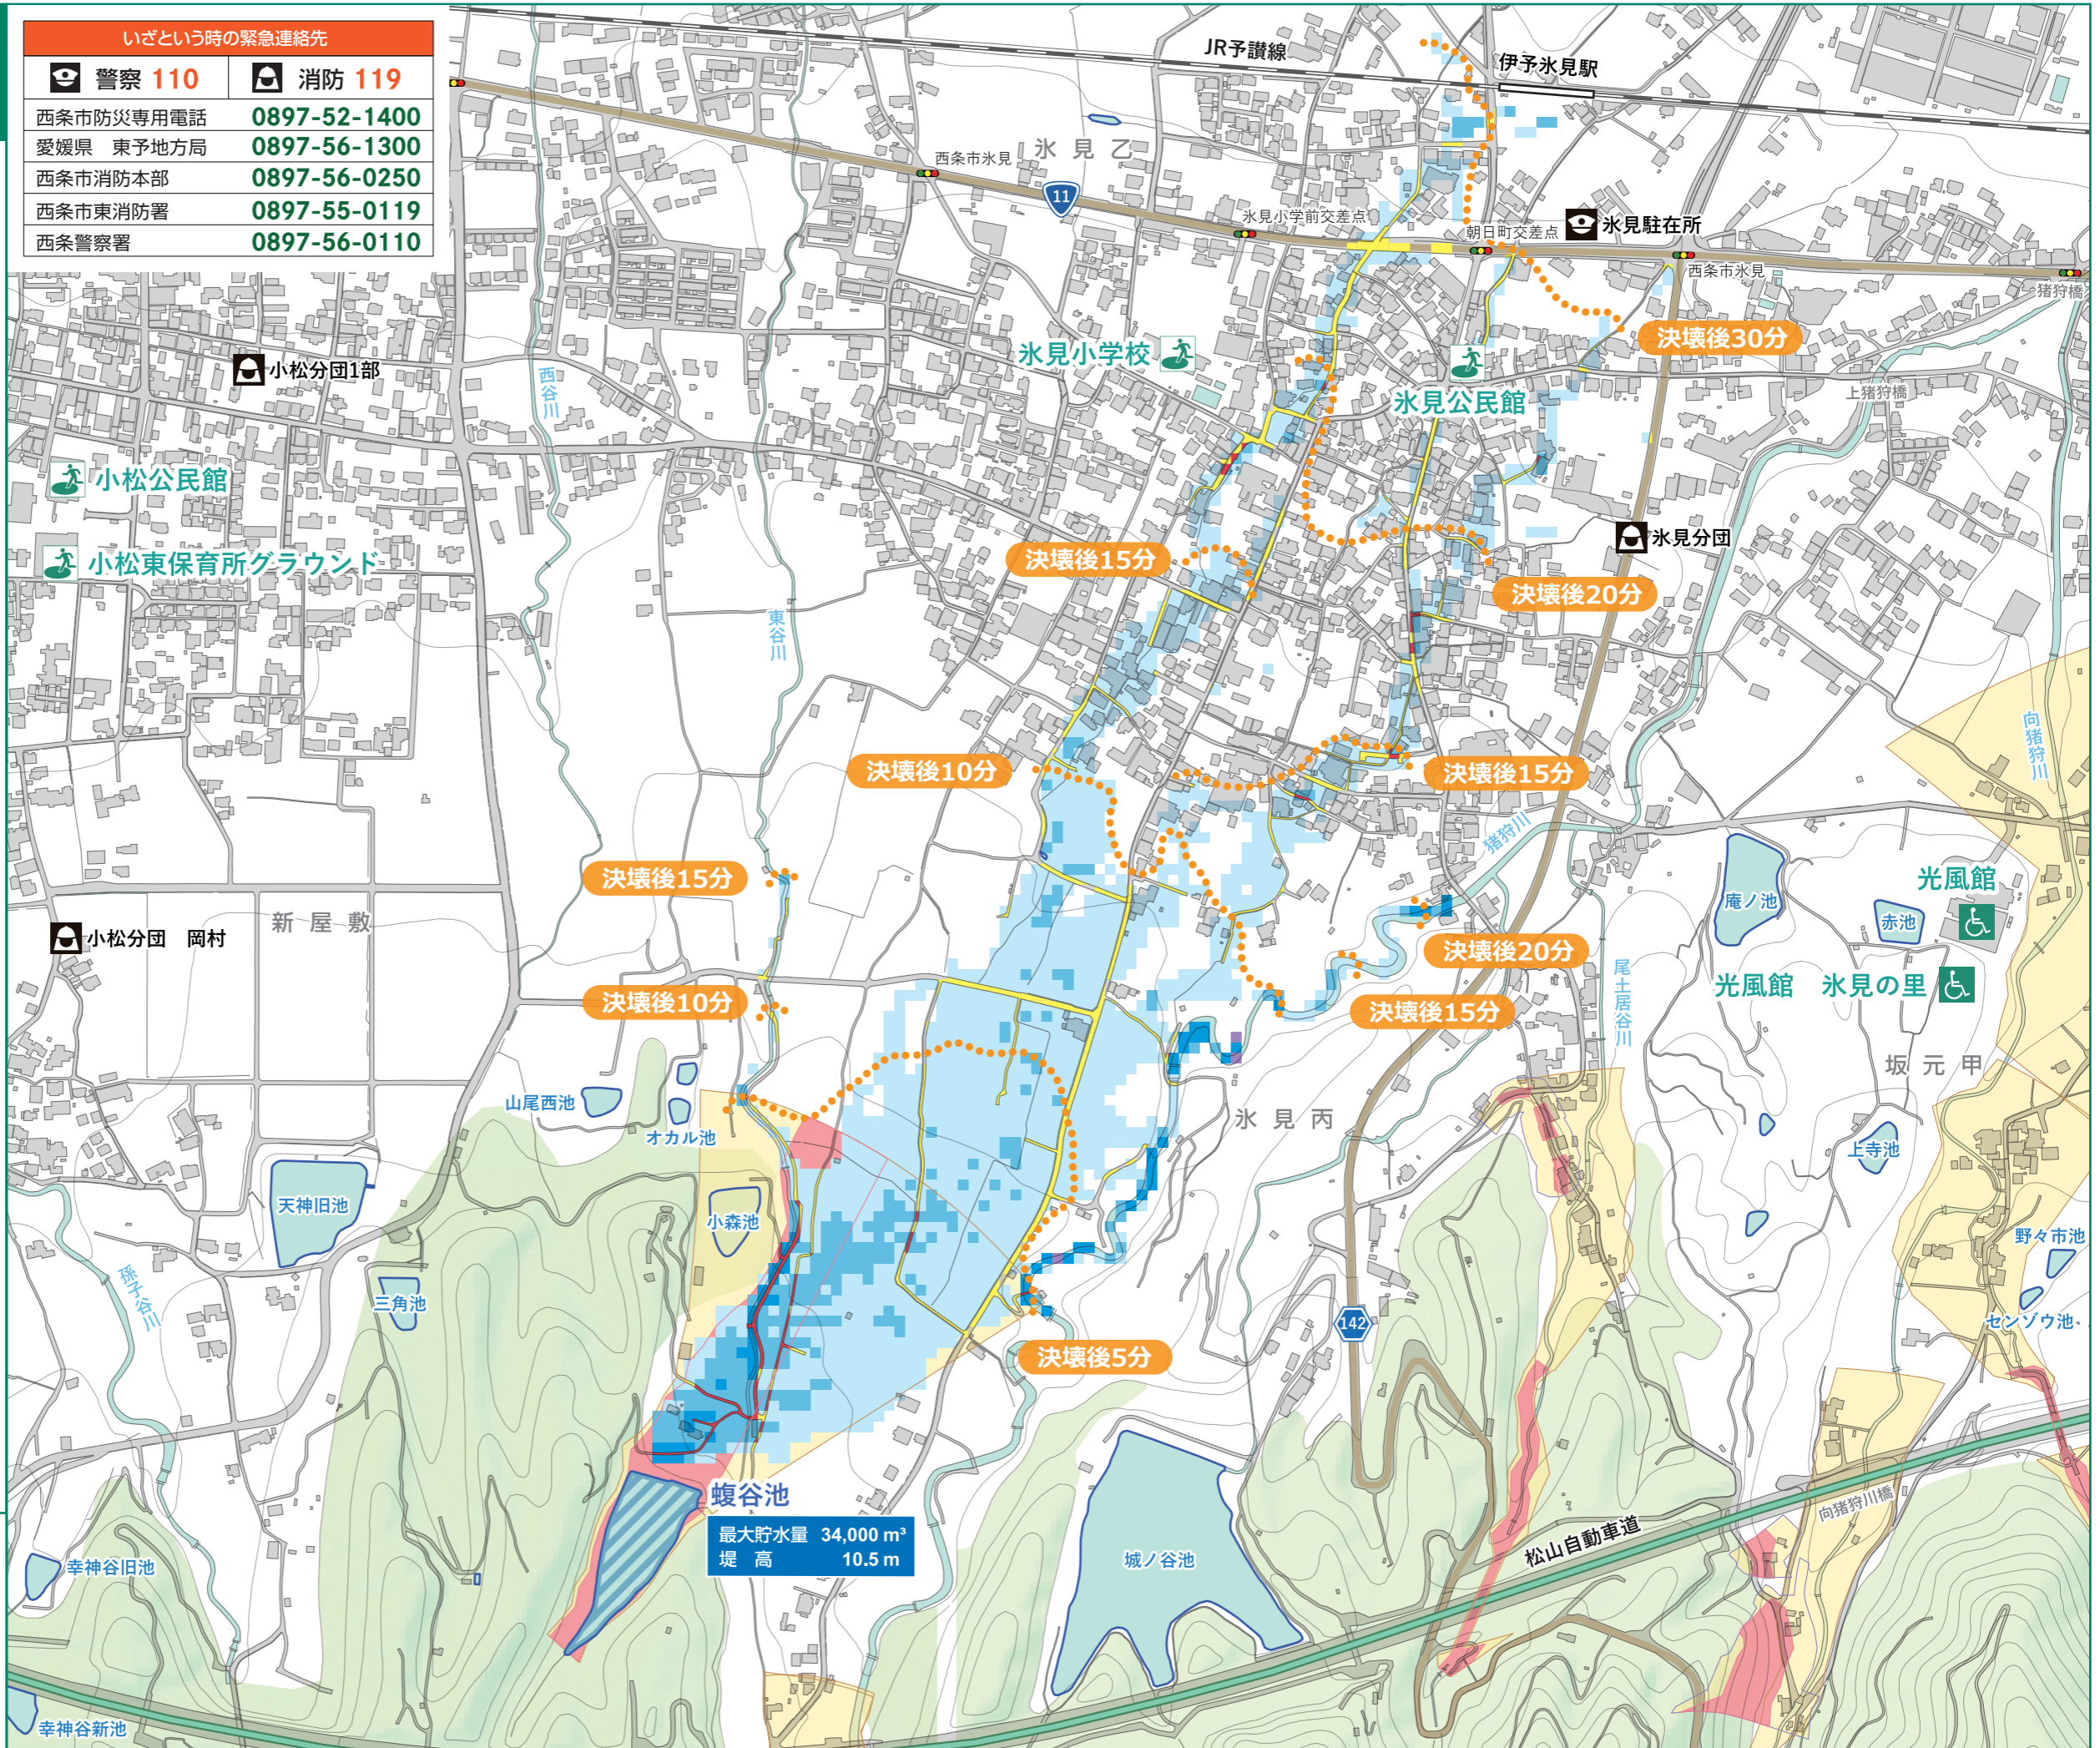 いざという時の緊急連絡先
警察 110 消防 119
西条市防災専用電話 0897-52-1400
愛媛県 東予地方局 0897-56-1300
西条市消防本部 0897-56-0250
西条市東消防署 0897-55-0119
西条警察署 0897-56-0110
JR予讃線
伊予氷見駅
西条市氷見
氷見乙
11
氷見小学前交差点
朝日町交差点
氷見駐在所
西条市氷見
猪狩橋
決壊後30分
氷見小学校
小松分団1部
西谷川
氷見公民館
上猪狩橋
小松公民館
氷見分団
小松東保育所グラウンド
決壊後15分
決壊後20分
東谷川
向猪狩川
決壊後10分
決壊後15分
猪狩川
決壊後15分
光風館
庵ノ池
赤池
新屋敷
小松分団 岡村
決壊後20分
尾土居谷川
光風館 氷見の里
決壊後10分
決壊後15分
坂元甲
山尾西池
オカル池
氷見丙
上寺池
天神旧池
小森池
野々市池
孫子谷川
三角池
142
センゾウ池
決壊後5分
蝮谷池
最大貯水量 34,000 m³
堤 高 10.5 m
向猪狩川橋
松山自動車道
城ノ谷池
幸神谷旧池
幸神谷新池